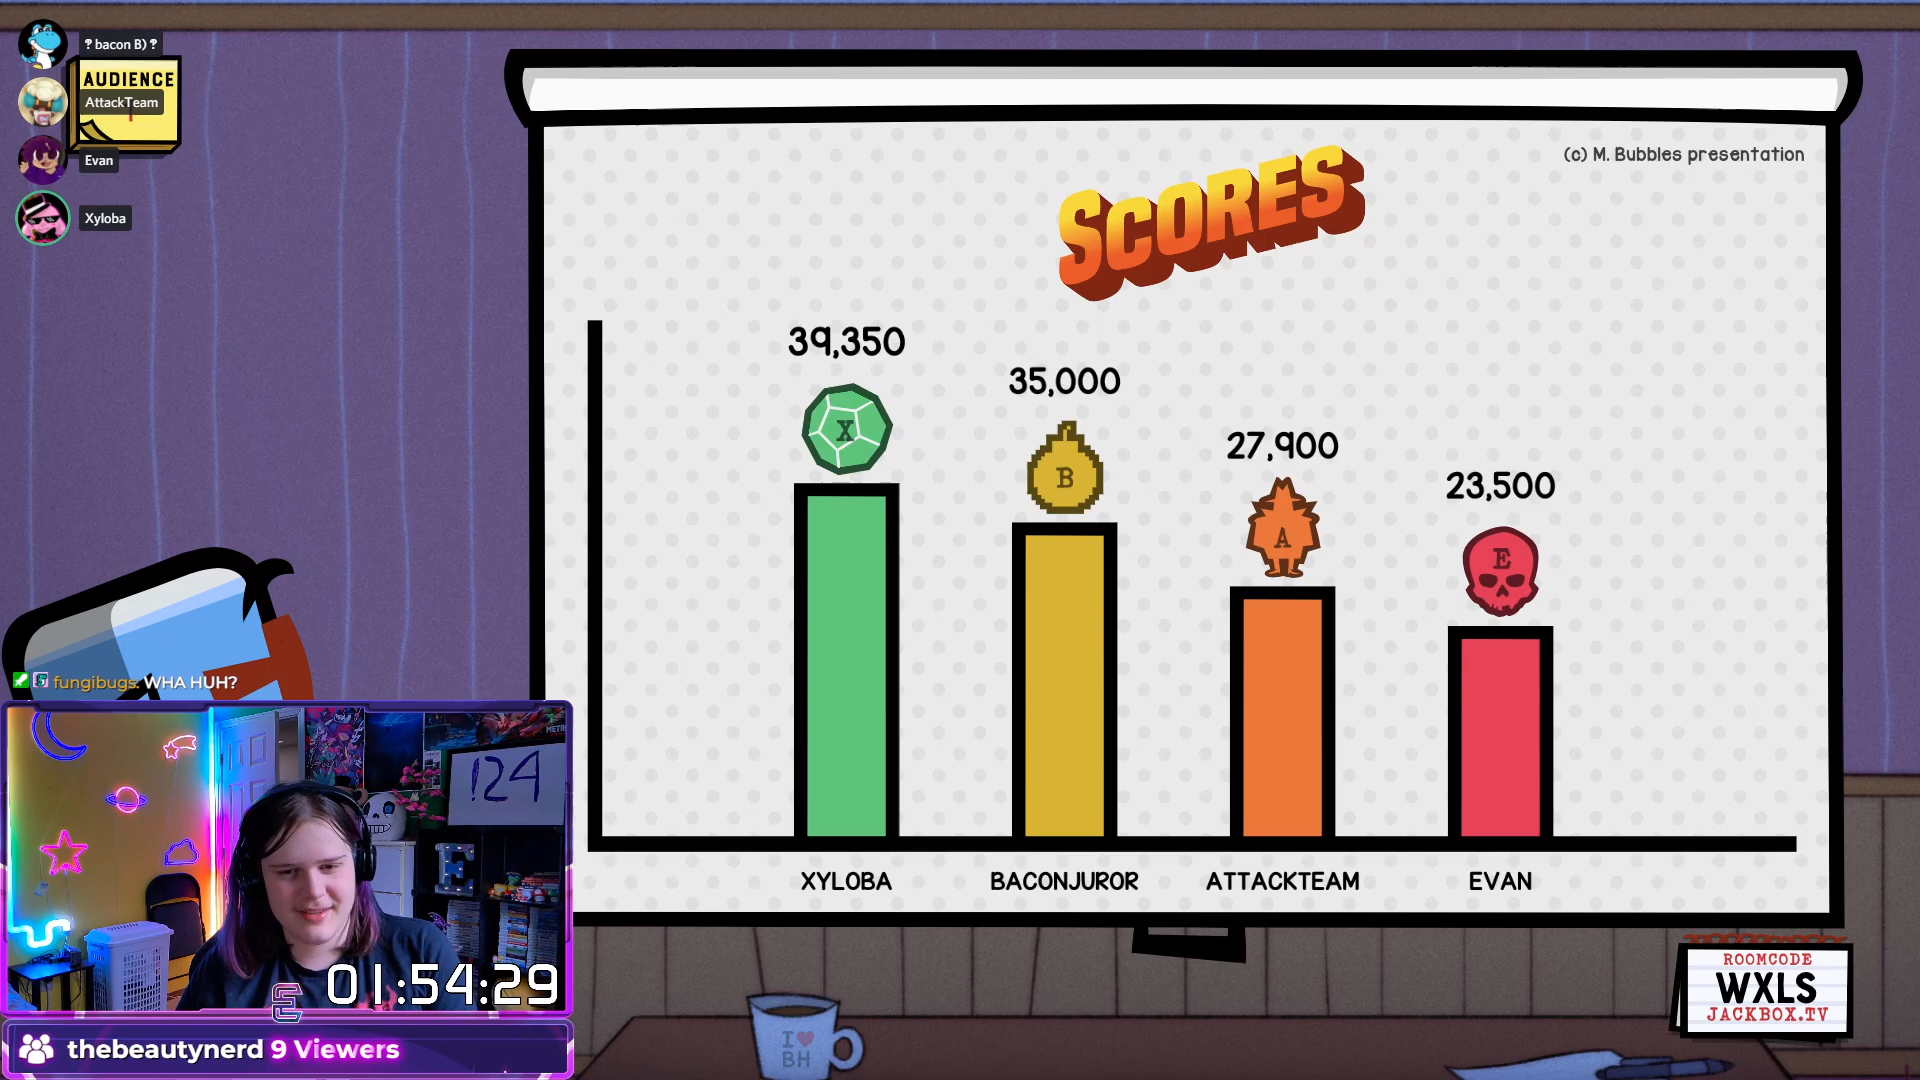 ‽ bacon B) ‽
AUDIENCE
AttackTeam
Evan
Xyloba
(c) M. Bubbles presentation
SCORES
39,350
35,000
27,900
23,500
X
B
A
E
XYLOBA
BACONJUROR
ATTACKTEAM
EVAN
fungibugs: WHA HUH?
!24
E
01:54:29
thebeautynerd 9 Viewers
I ❤ BH
ROOMCODE
WXLS
JACKBOX.TV